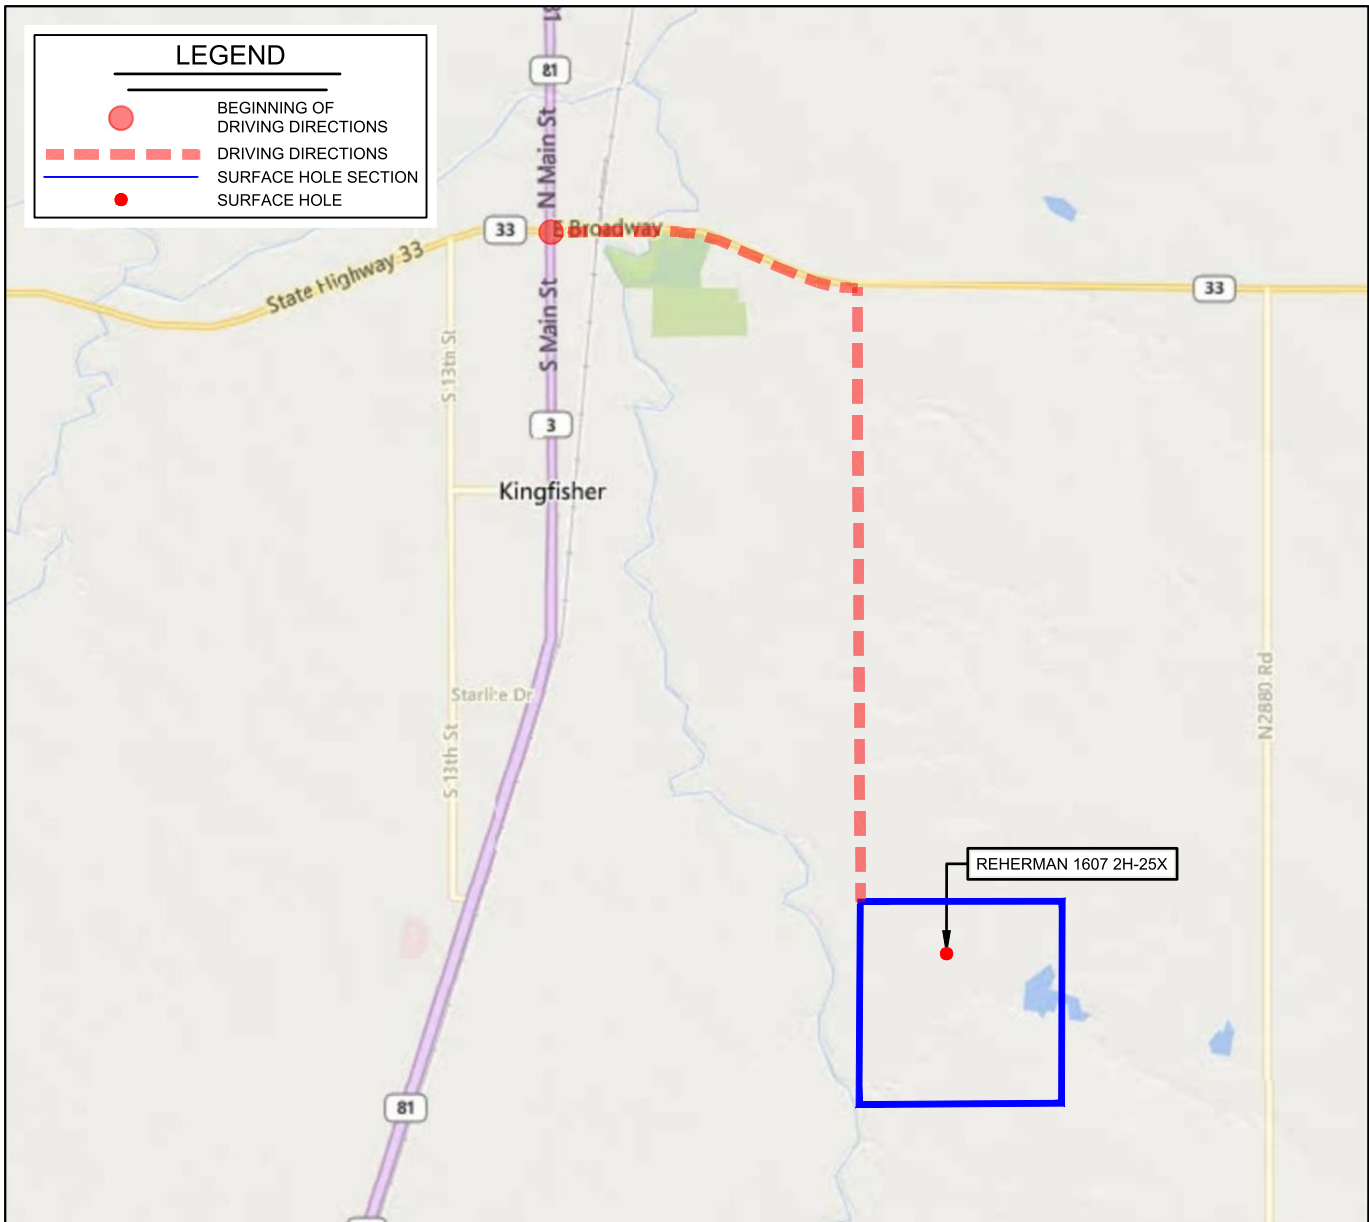 LEGEND
BEGINNING OF
DRIVING DIRECTIONS
DRIVING DIRECTIONS
SURFACE HOLE SECTION
SURFACE HOLE
81
81
N Main St
33
E Broadway
State Highway 33
33
S Main St
S 13th St
3
Kingfisher
Starlite Dr
N2880 Rd
S 13th St
REHERMAN 1607 2H-25X
81